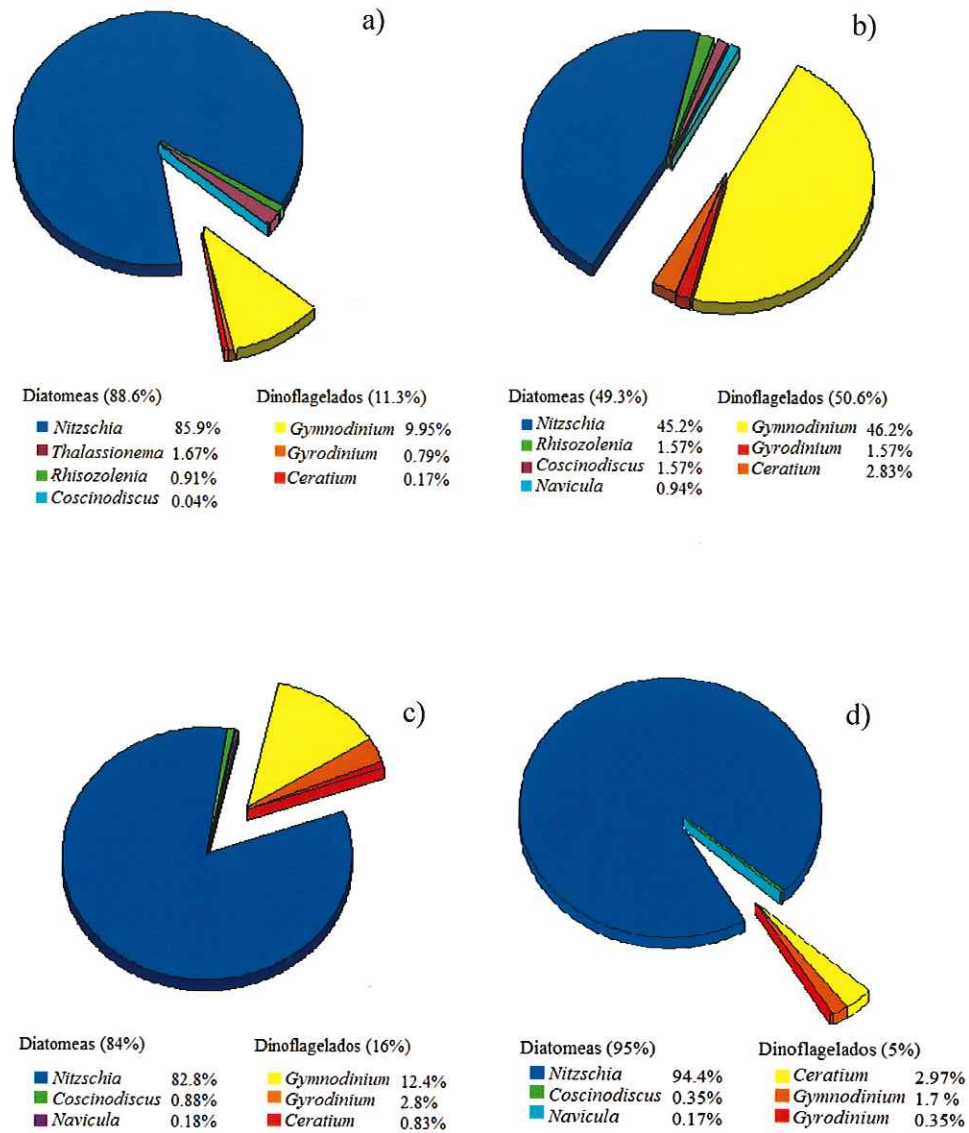 a)
Diatomeas (88.6%) Dinoflagelados (11.3%)
Nitzschia 85.9% Gymnodinium 9.95%
Thalassionema 1.67% Gyrodinium 0.79%
Rhisozolenia 0.91% Ceratium 0.17%
Coscinodiscus 0.04%
b)
Diatomeas (49.3%) Dinoflagelados (50.6%)
Nitzschia 45.2% Gymnodinium 46.2%
Rhisozolenia 1.57% Gyrodinium 1.57%
Coscinodiscus 1.57% Ceratium 2.83%
Navicula 0.94%
c)
Diatomeas (84%) Dinoflagelados (16%)
Nitzschia 82.8% Gymnodinium 12.4%
Coscinodiscus 0.88% Gyrodinium 2.8%
Navicula 0.18% Ceratium 0.83%
d)
Diatomeas (95%) Dinoflagelados (5%)
Nitzschia 94.4% Ceratium 2.97%
Coscinodiscus 0.35% Gymnodinium 1.7 %
Navicula 0.17% Gyrodinium 0.35%